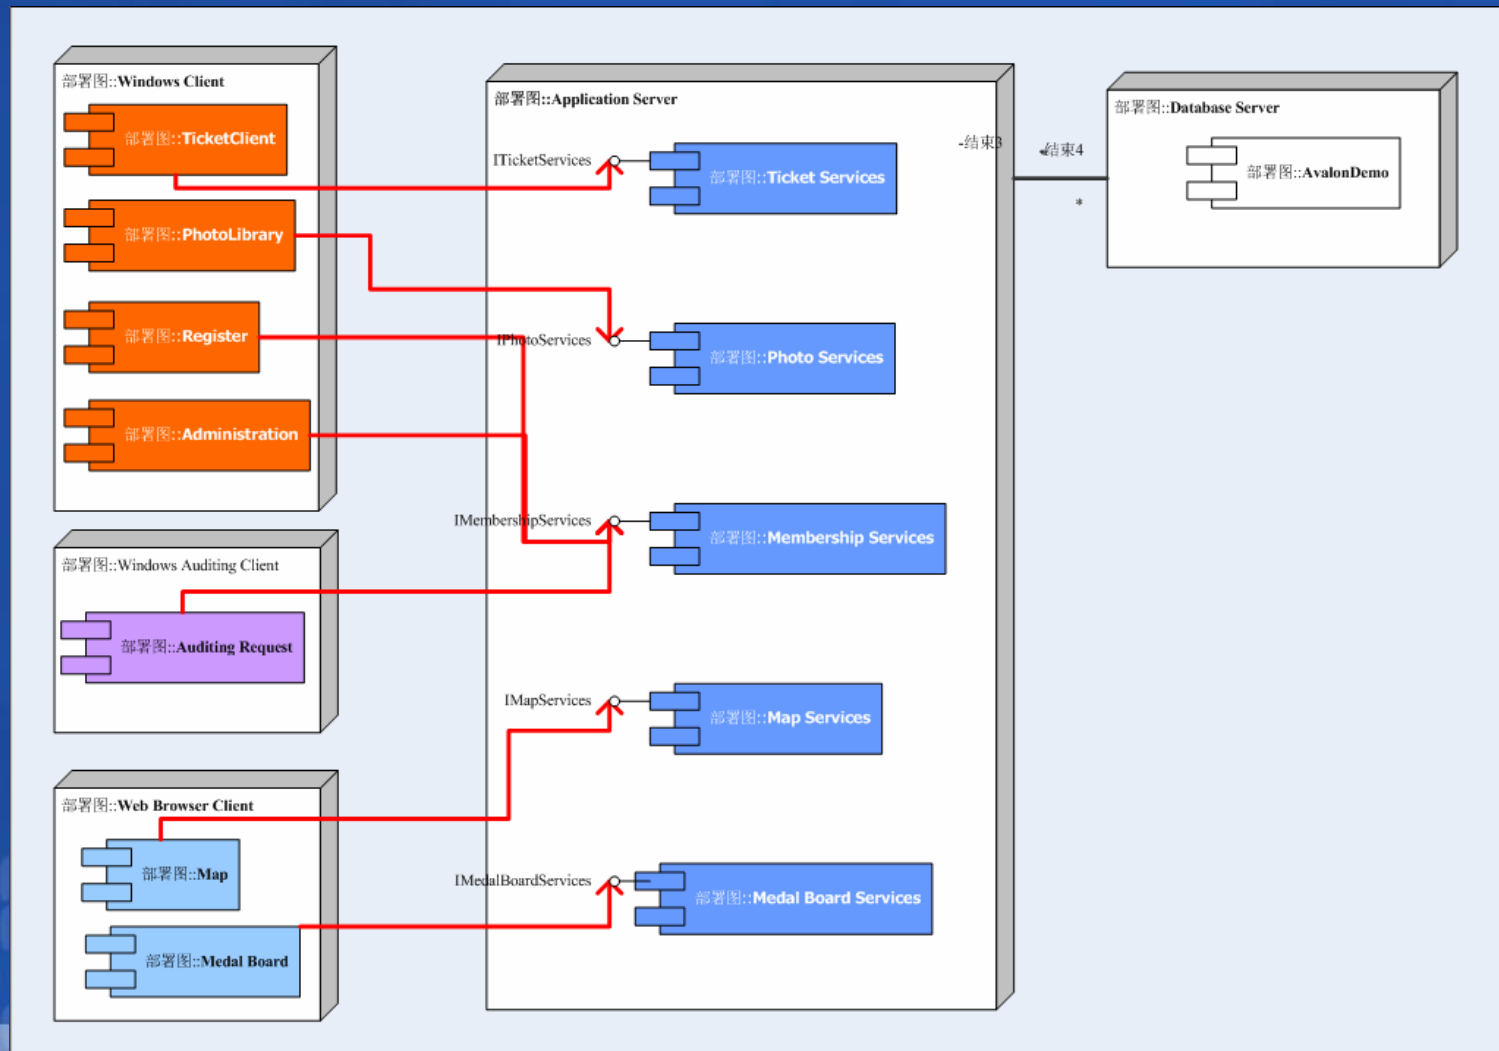 部署图::Windows Client
部署图::TicketClient
部署图::PhotoLibrary
部署图::Register
部署图::Administration
部署图::Windows Auditing Client
部署图::Auditing Request
部署图::Web Browser Client
部署图::Map
部署图::Medal Board
部署图::Application Server
ITicketServices
部署图::Ticket Services
IPhotoServices
部署图::Photo Services
IMembershipServices
部署图::Membership Services
IMapServices
部署图::Map Services
IMedalBoardServices
部署图::Medal Board Services
-结束3
-结束4
*
部署图::Database Server
部署图::AvalonDemo